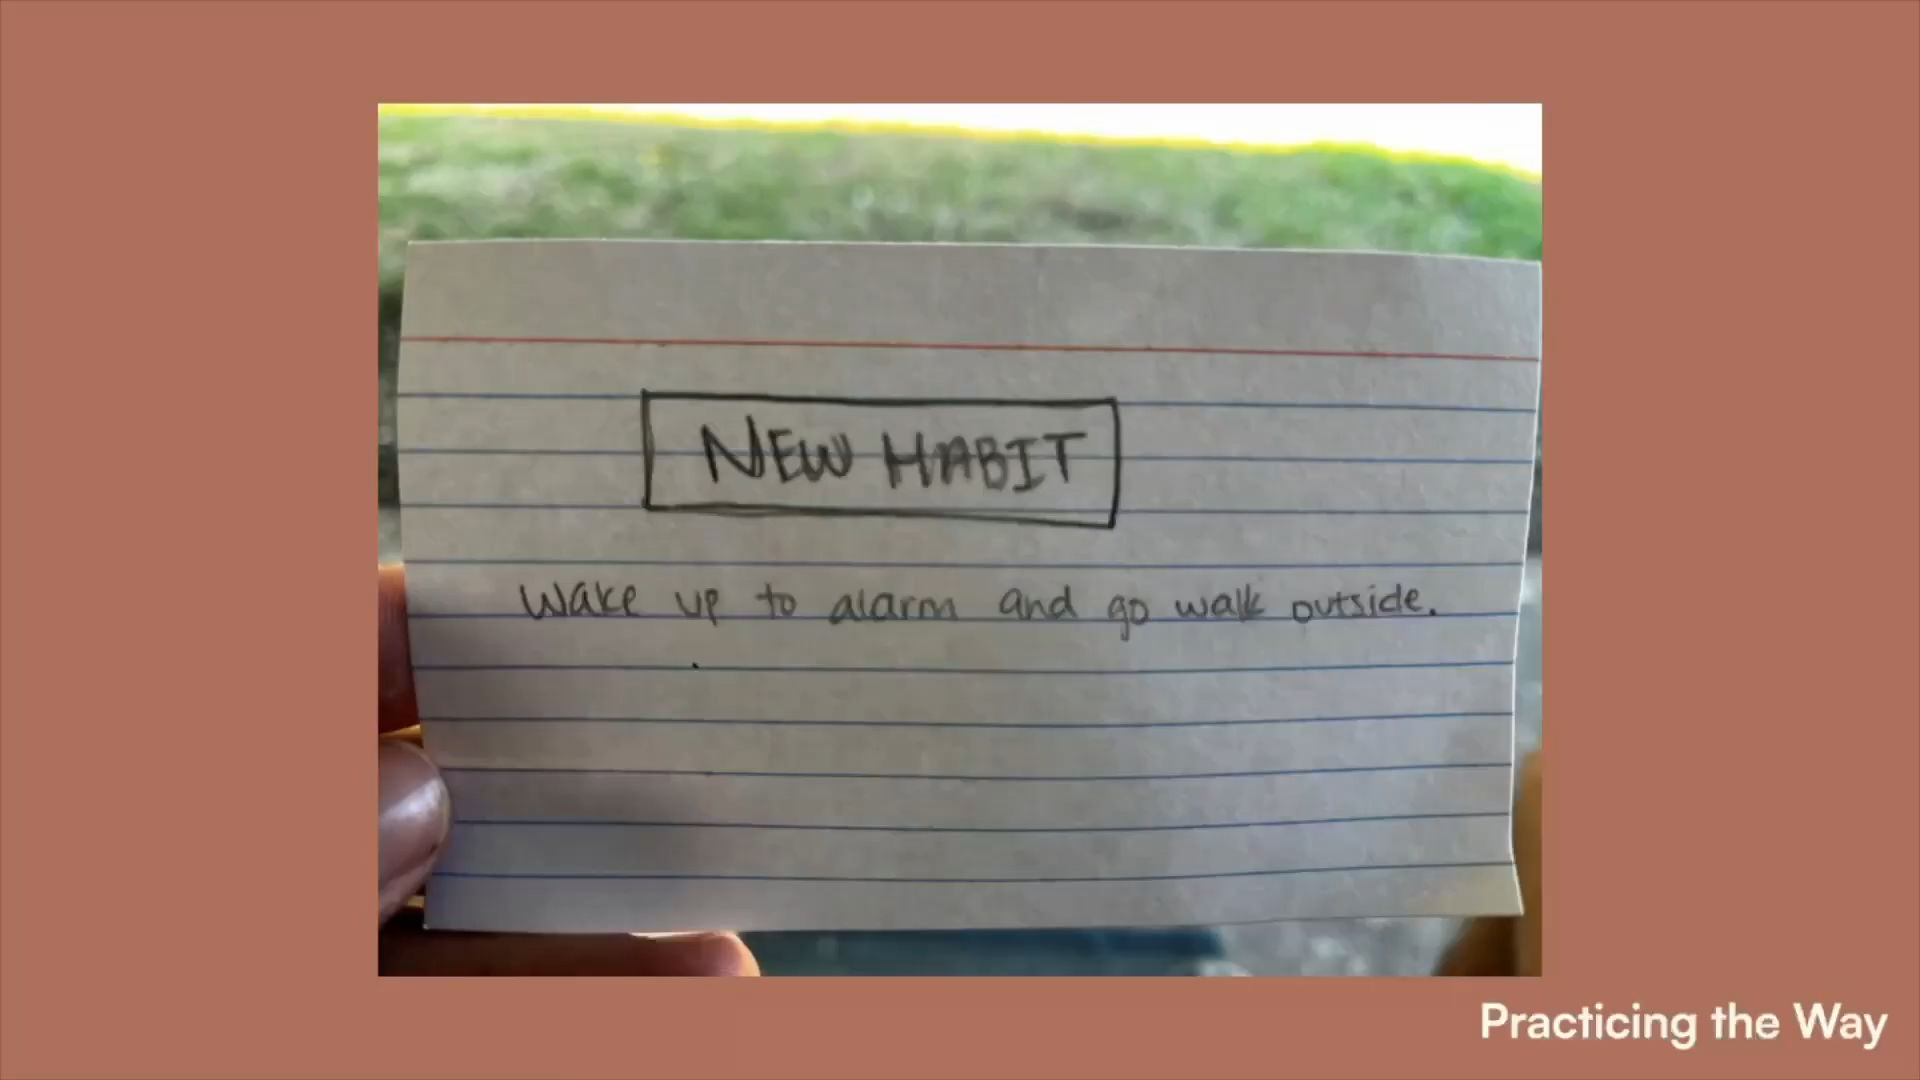 NEW HABIT
Wake up to alarm and go walk outside.
Practicing the Way